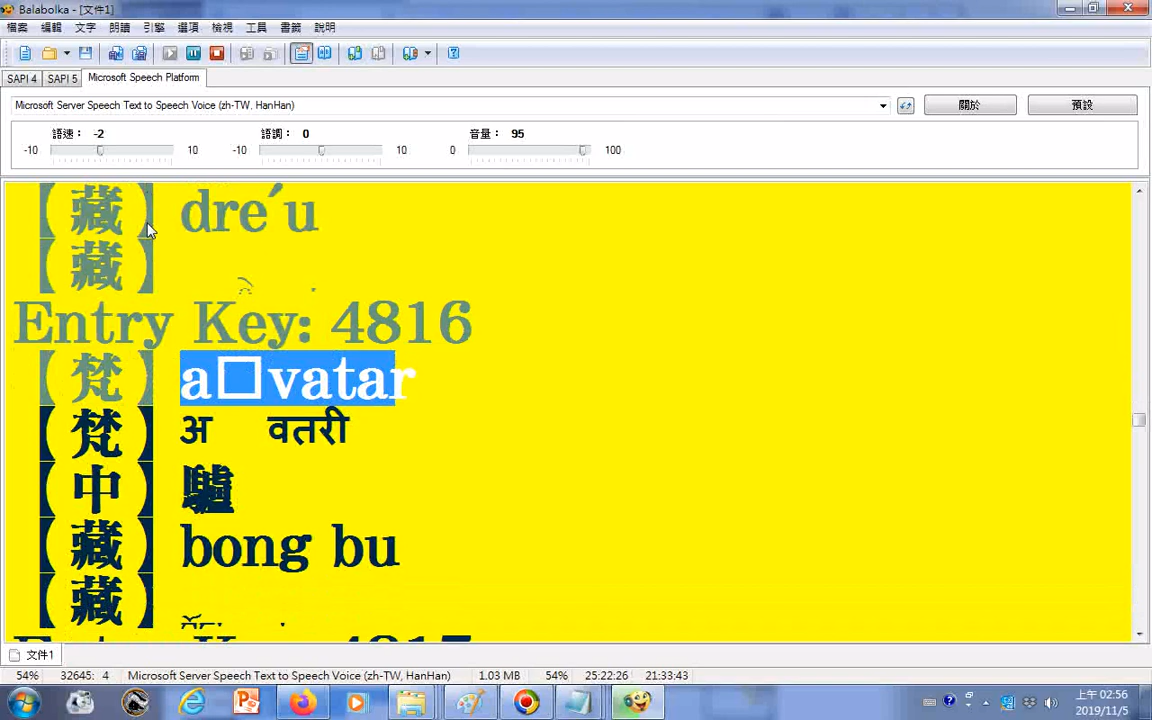 Balabolka - [文件1]
檔案 編輯 文字 朗讀 引擎 選項 檢視 工具 書籤 說明
SAPI 4 SAPI 5 Microsoft Speech Platform
Microsoft Server Speech Text to Speech Voice (zh-TW, HanHan) 關於 預設
語速： -2 語調： 0 音量： 95
-10 10 -10 10 0 100
【藏】 dre´u
【藏】
Entry Key: 4816
【梵】 a□vatar
【梵】 अ वतरी
【中】 驢
【藏】 bong bu
【藏】
Entry Key: 4817
文件1
54% 32645: 4 Microsoft Server Speech Text to Speech Voice (zh-TW, HanHan) 1.03 MB 54% 25:22:26 21:33:43
上午 02:56
2019/11/5